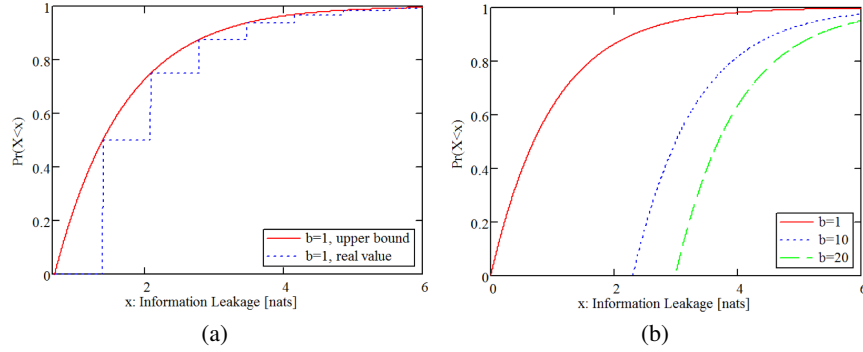 1
0.8
0.6
0.4
0.2
0
Pr(X<x)
2
4
6
x: Information Leakage [nats]
b=1, upper bound
b=1, real value
(a)
1
0.8
0.6
0.4
0.2
0
Pr(X<x)
0
2
4
6
x: Information Leakage [nats]
b=1
b=10
b=20
(b)